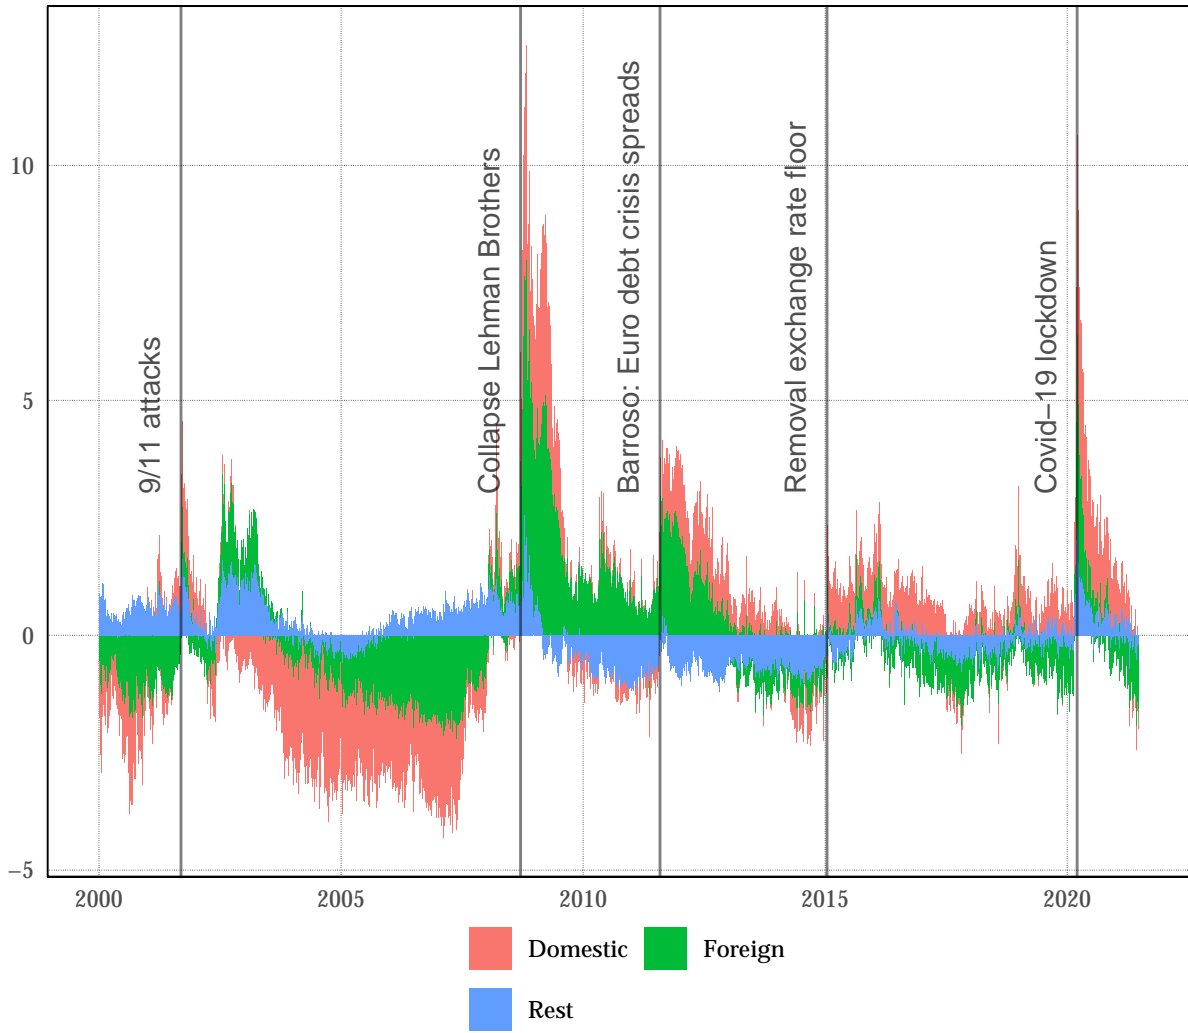 10
5
0
−5
9/11 attacks
Collapse Lehman Brothers
Barroso: Euro debt crisis spreads
Removal exchange rate floor
Covid−19 lockdown
2000
2005
2010
2015
2020
Domestic
Foreign
Rest